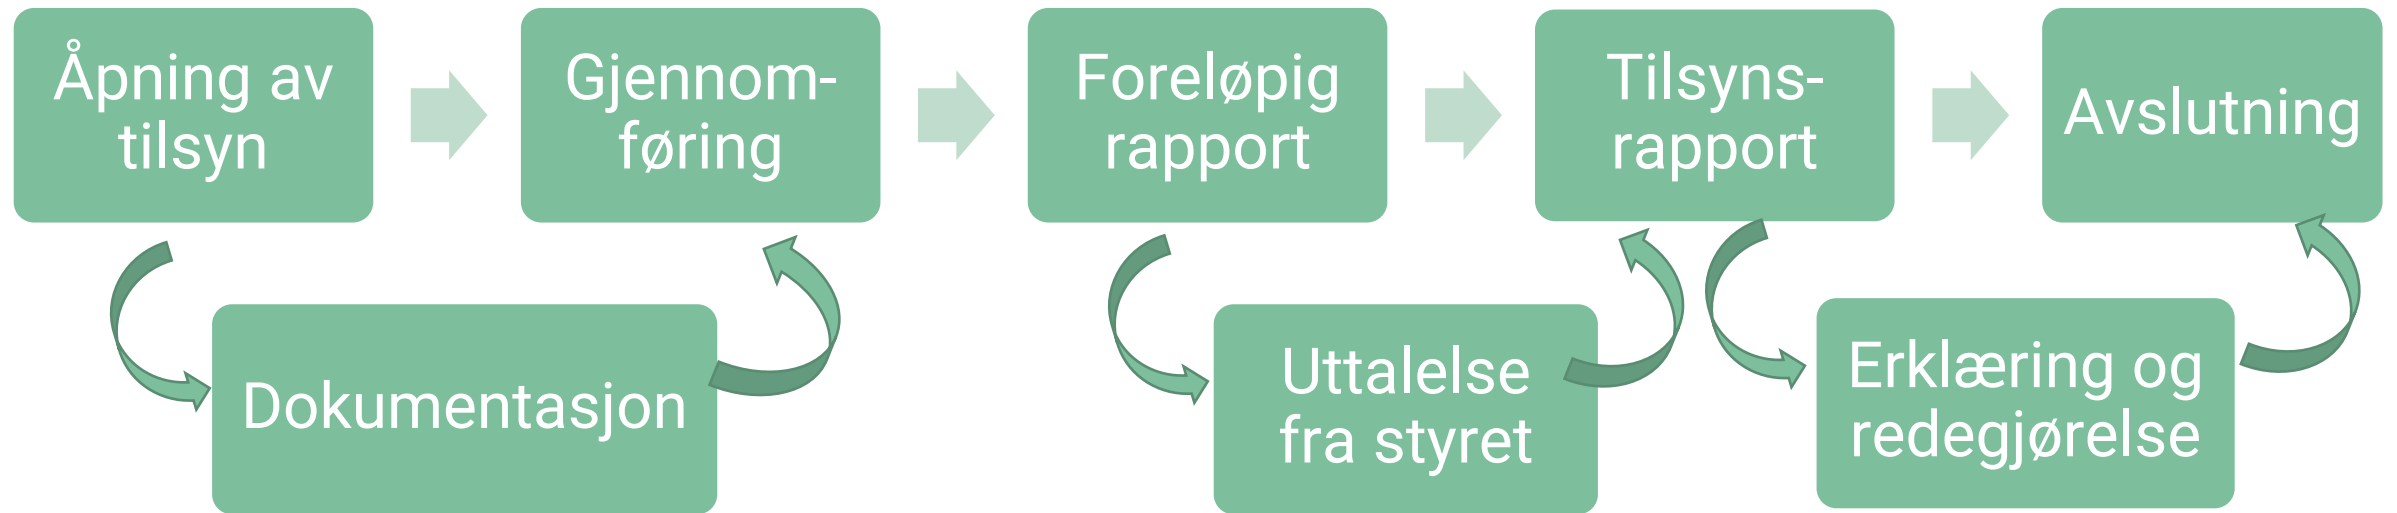 Åpning av
tilsyn
Gjennom-
føring
Foreløpig
rapport
Tilsyns-
rapport
Avslutning
Dokumentasjon
Uttalelse
fra styret
Erklæring og
redegjørelse